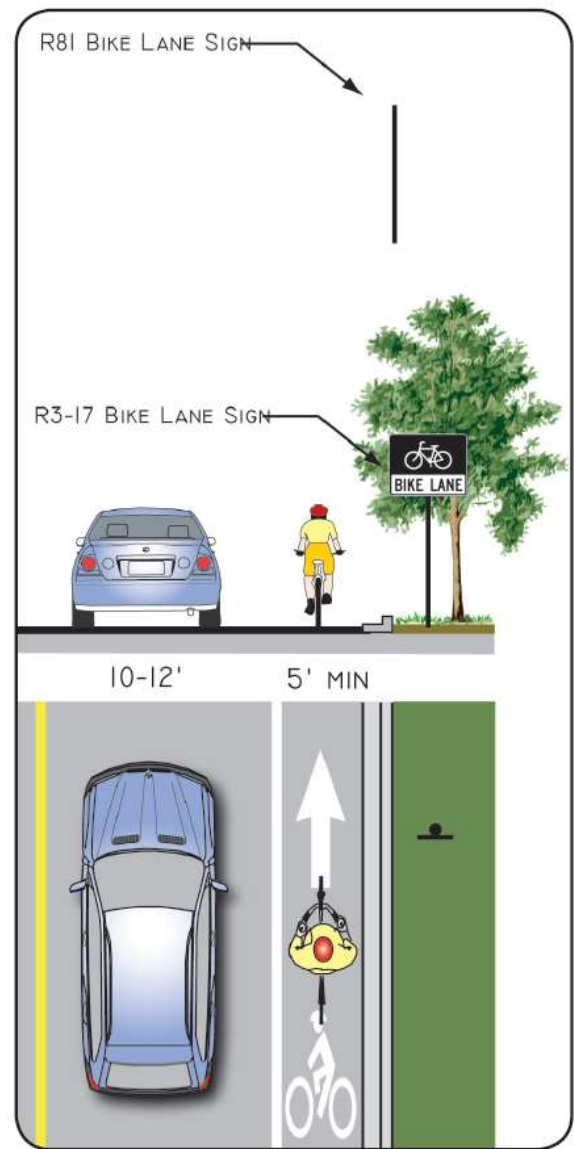 R81 BIKE LANE SIGN
R3-17 BIKE LANE SIGN
BIKE LANE
10-12'
5' MIN